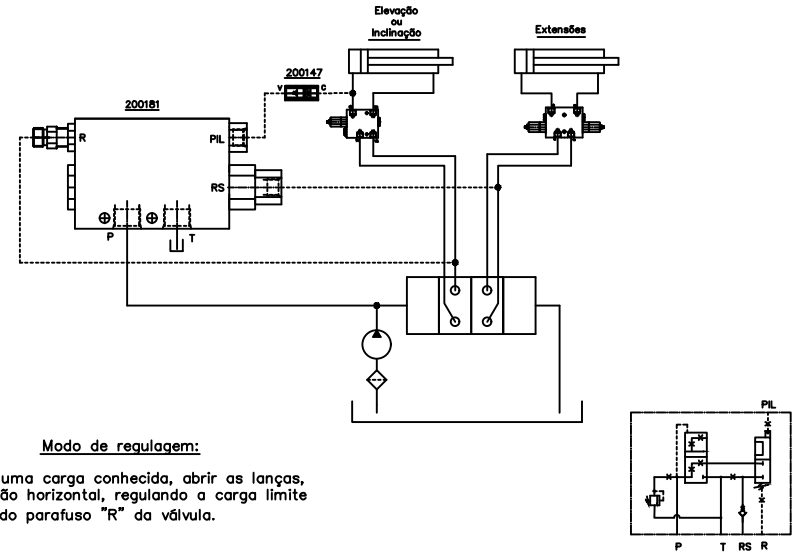 Elevação
ou
Inclinação
Extensões
200147
V C
200181
R
PIL
RS
P
T
Modo de regulagem:
uma carga conhecida, abrir as lanças,
ão horizontal, regulando a carga limite
do parafuso "R" da válvula.
PIL
P T RS R